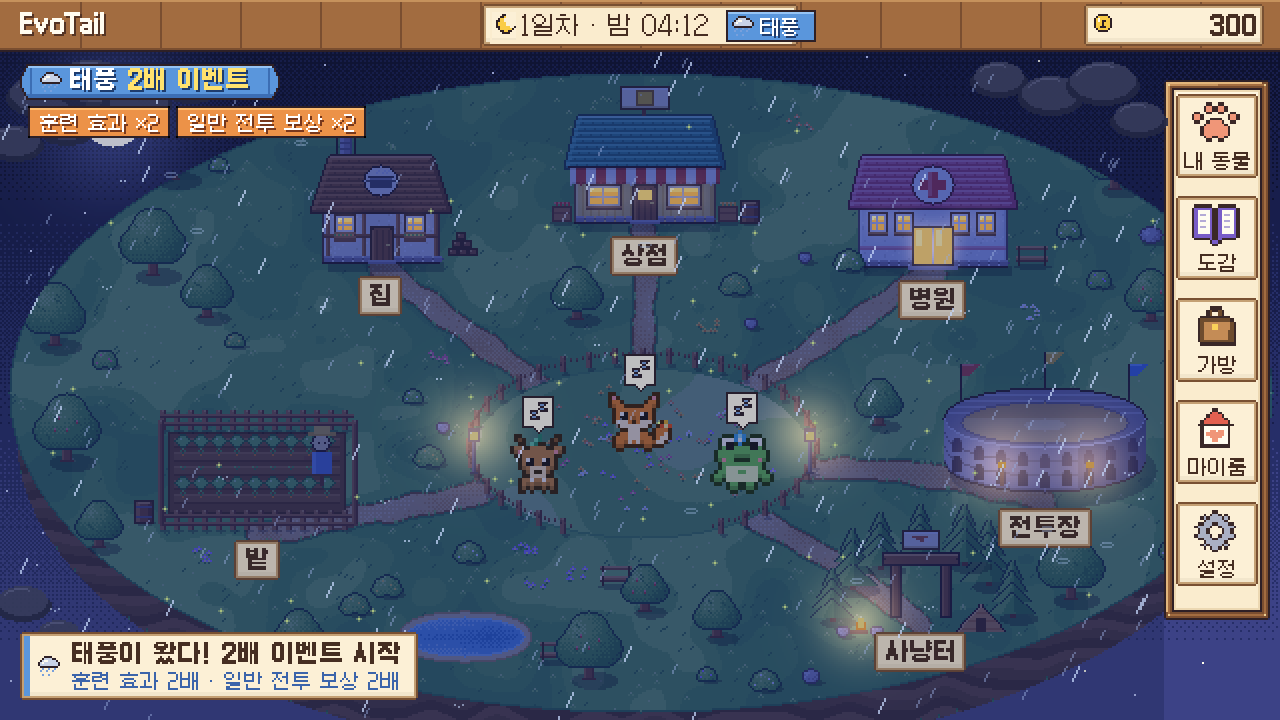 EvoTail
1일차 · 밤 04:12
태풍
300
태풍 2배 이벤트
훈련 효과 ×2
일반 전투 보상 ×2
내 동물
도감
가방
마이룸
설정
상점
집
병원
zz
zz
zz
밭
전투장
사냥터
태풍이 왔다! 2배 이벤트 시작
훈련 효과 2배 · 일반 전투 보상 2배